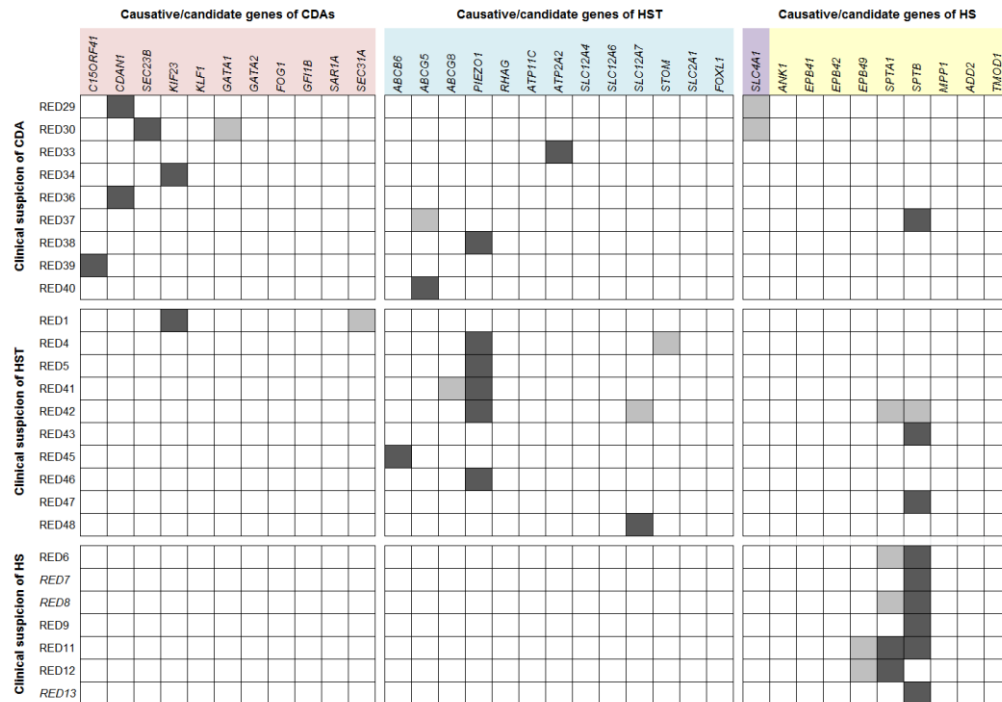 Causative/candidate genes of CDAs
Causative/candidate genes of HST
Causative/candidate genes of HS
C15ORF41
CDAN1
SEC23B
KIF23
KLF1
GATA1
GATA2
FOG1
GFI1B
SAR1A
SEC31A
ABCB6
ABCG5
ABCG8
PIEZO1
RHAG
ATP11C
ATP2A2
SLC12A4
SLC12A6
SLC12A7
STOM
SLC2A1
FOXL1
SLC4A1
ANK1
EPB41
EPB42
EPB49
SPTA1
SPTB
MPP1
ADD2
TMOD1
Clinical suspicion of CDA
RED29
RED30
RED33
RED34
RED36
RED37
RED38
RED39
RED40
Clinical suspicion of HST
RED1
RED4
RED5
RED41
RED42
RED43
RED45
RED46
RED47
RED48
Clinical suspicion of HS
RED6
RED7
RED8
RED9
RED11
RED12
RED13